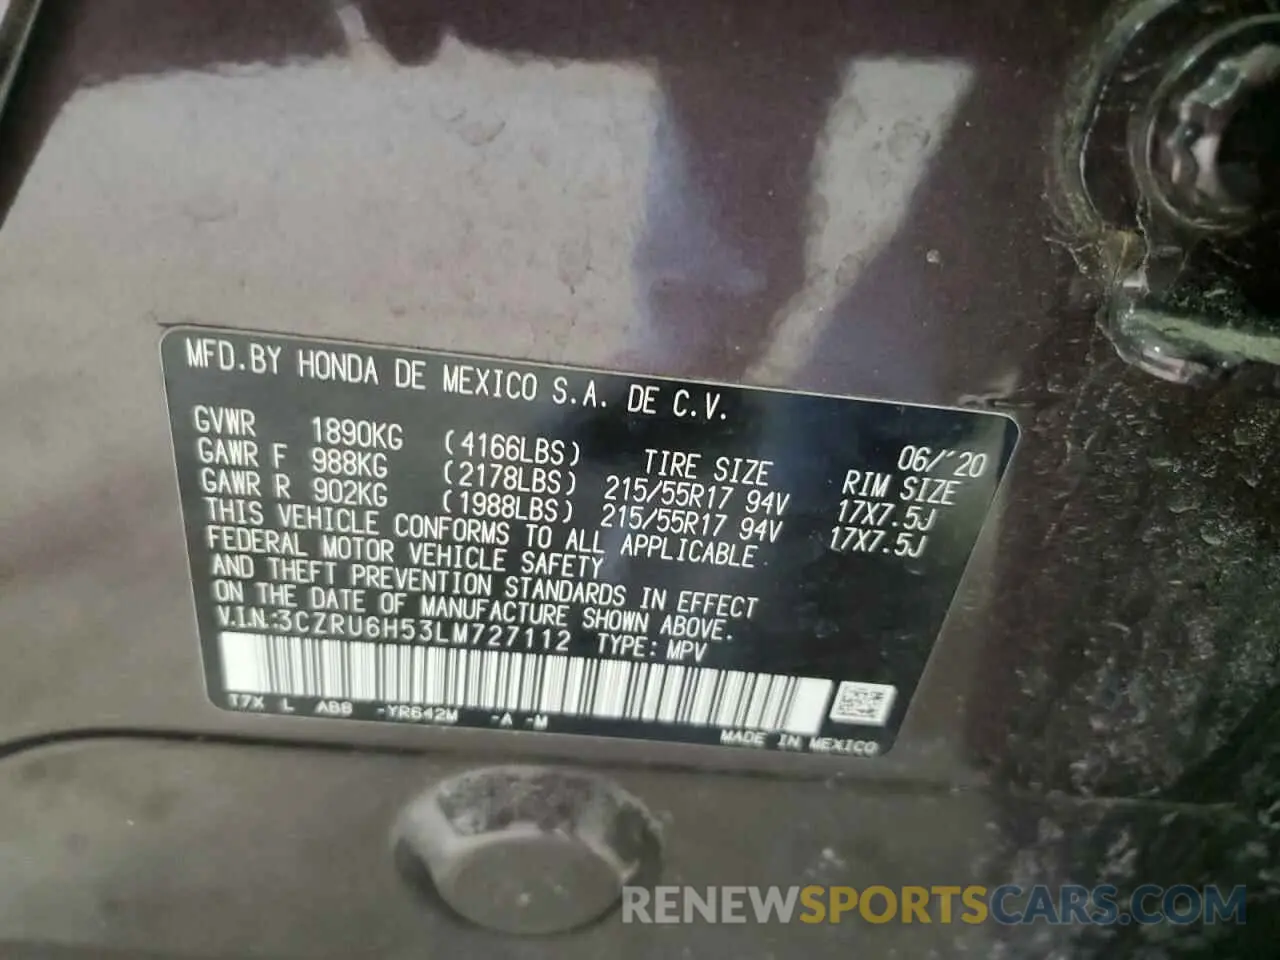 MFD.BY HONDA DE MEXICO S.A. DE C.V.
06/'20
GVWR 1890KG (4166LBS) TIRE SIZE RIM SIZE
GAWR F 988KG (2178LBS) 215/55R17 94V 17X7.5J
GAWR R 902KG (1988LBS) 215/55R17 94V 17X7.5J
THIS VEHICLE CONFORMS TO ALL APPLICABLE
FEDERAL MOTOR VEHICLE SAFETY
AND THEFT PREVENTION STANDARDS IN EFFECT
ON THE DATE OF MANUFACTURE SHOWN ABOVE.
V.I.N:3CZRU6H53LM727112 TYPE: MPV
T7X L ABB -YR642M -A -M
MADE IN MEXICO
RENEWSPORTSCARS.COM